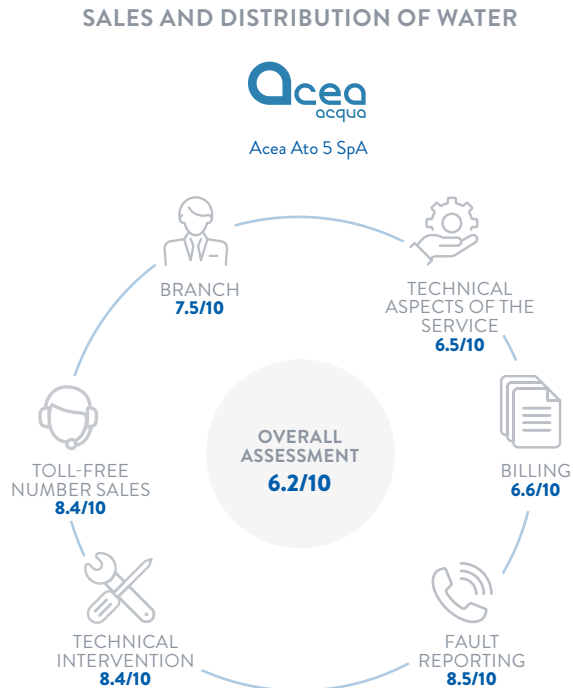 SALES AND DISTRIBUTION OF WATER
acea
acqua
Acea Ato 5 SpA
BRANCH
7.5/10
TECHNICAL
ASPECTS OF THE
SERVICE
6.5/10
OVERALL
ASSESSMENT
6.2/10
TOLL-FREE
NUMBER SALES
8.4/10
BILLING
6.6/10
TECHNICAL
INTERVENTION
8.4/10
FAULT
REPORTING
8.5/10